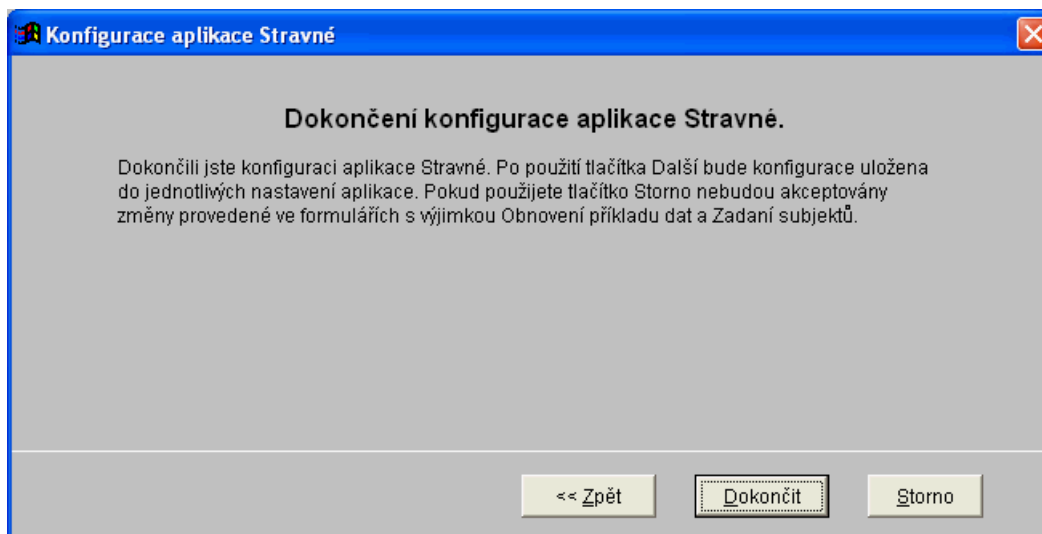 Konfigurace aplikace Stravné
Dokončení konfigurace aplikace Stravné.
Dokončili jste konfiguraci aplikace Stravné. Po použití tlačítka Další bude konfigurace uložena
do jednotlivých nastavení aplikace. Pokud použijete tlačítko Storno nebudou akceptovány
změny provedené ve formulářích s výjimkou Obnovení příkladu dat a Zadaní subjektů.
<< Zpět
Dokončit
Storno